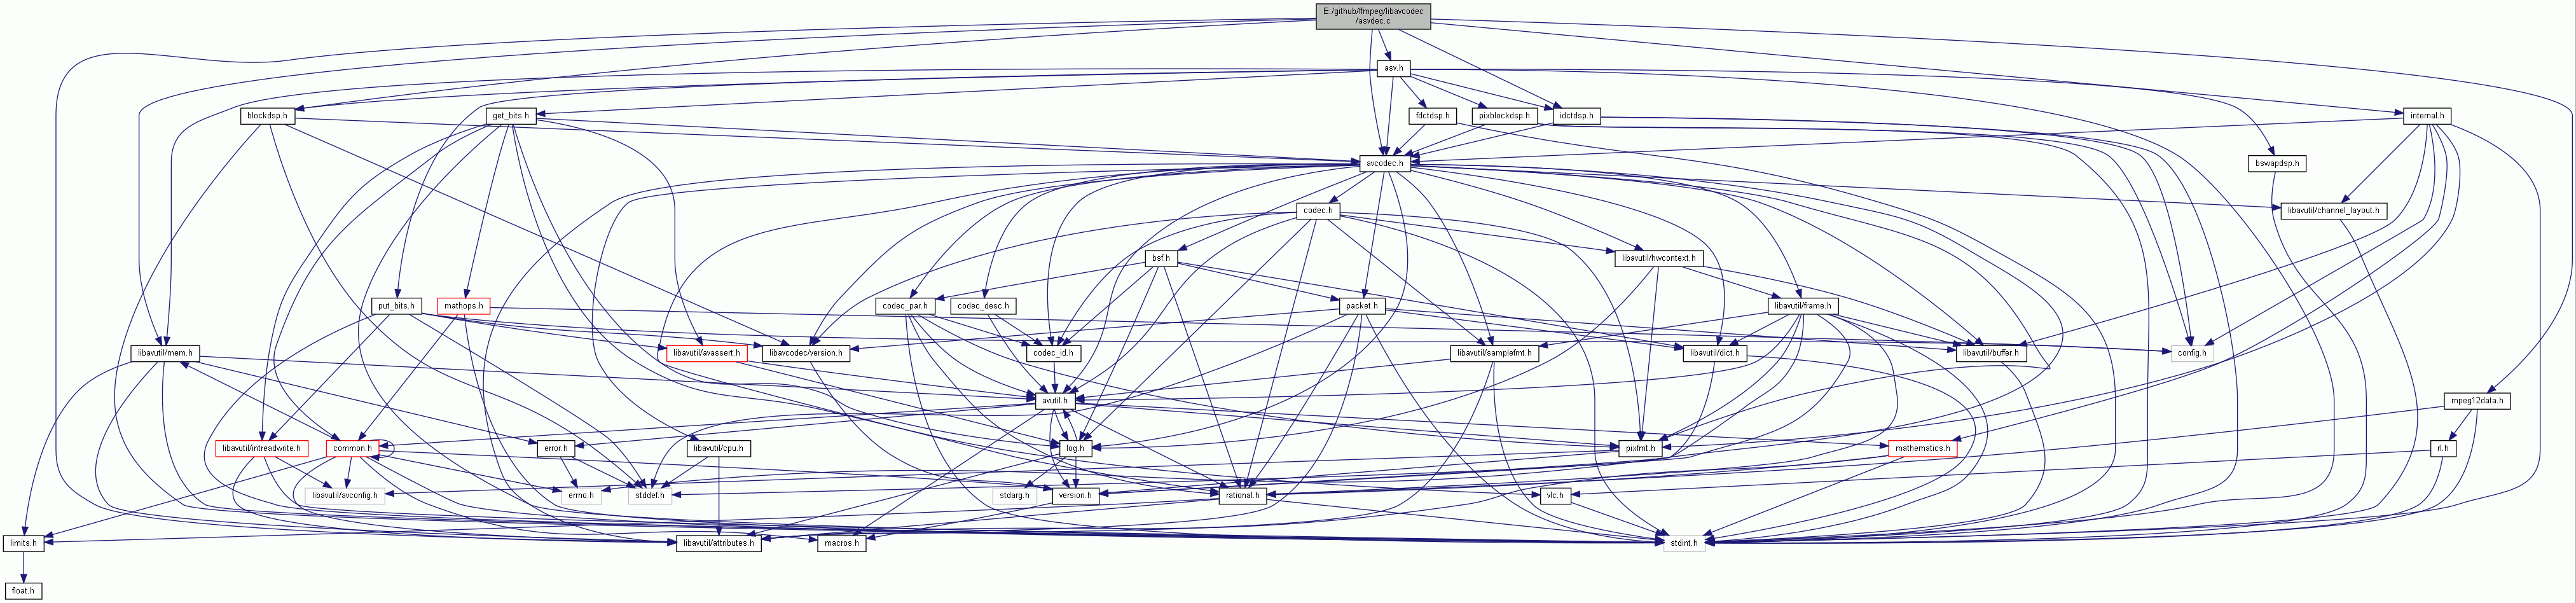 E:/github/ffmpeg/libavcodec
/asvdec.c
asv.h
blockdsp.h
get_bits.h
fdctdsp.h
pixblockdsp.h
idctdsp.h
internal.h
avcodec.h
bswapdsp.h
codec.h
libavutil/channel_layout.h
bsf.h
libavutil/hwcontext.h
put_bits.h
mathops.h
codec_par.h
codec_desc.h
packet.h
libavutil/frame.h
libavutil/mem.h
libavutil/avassert.h
libavcodec/version.h
codec_id.h
libavutil/samplefmt.h
libavutil/dict.h
libavutil/buffer.h
config.h
avutil.h
mpeg12data.h
libavutil/intreadwrite.h
common.h
error.h
libavutil/cpu.h
log.h
pixfmt.h
mathematics.h
rl.h
libavutil/avconfig.h
errno.h
stddef.h
stdarg.h
version.h
rational.h
vlc.h
limits.h
libavutil/attributes.h
macros.h
stdint.h
float.h